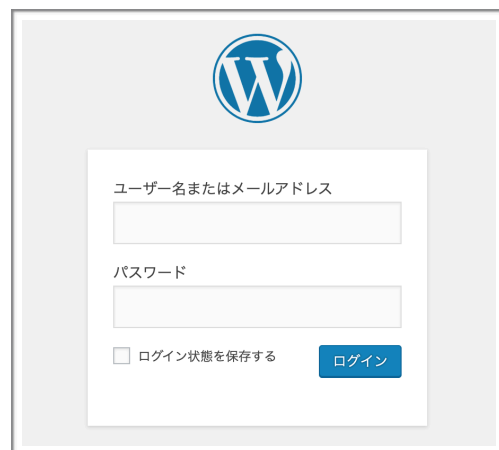 ユーザー名またはメールアドレス
パスワード
ログイン状態を保存する
ログイン